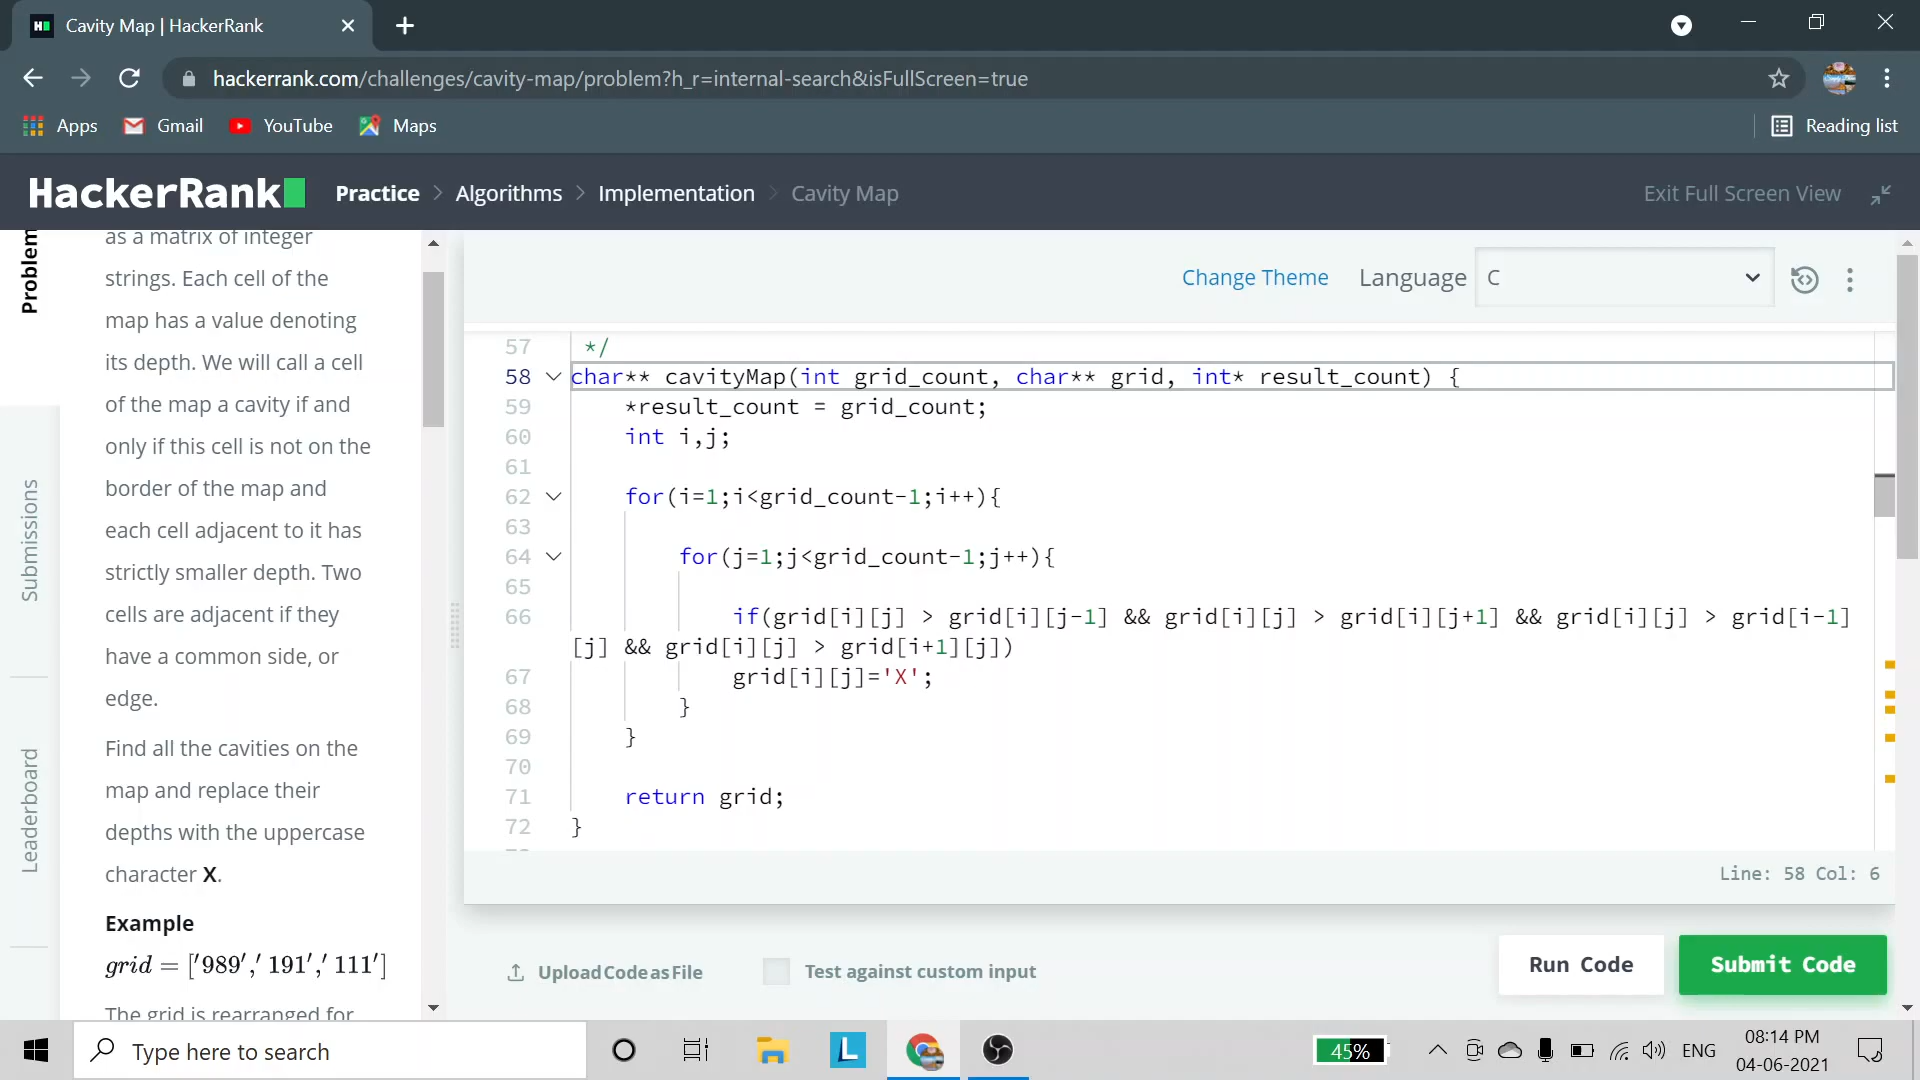 Cavity Map | HackerRank
hackerrank.com/challenges/cavity-map/problem?h_r=internal-search&isFullScreen=true
Apps Gmail YouTube Maps Reading list
HackerRank Practice > Algorithms > Implementation > Cavity Map Exit Full Screen View
Problem
Submissions
Leaderboard
as a matrix of integer
strings. Each cell of the
map has a value denoting
its depth. We will call a cell
of the map a cavity if and
only if this cell is not on the
border of the map and
each cell adjacent to it has
strictly smaller depth. Two
cells are adjacent if they
have a common side, or
edge.
Find all the cavities on the
map and replace their
depths with the uppercase
character X.
Example
grid = ['989',' 191',' 111']
The grid is rearranged for
Change Theme Language C
57 */
58 char** cavityMap(int grid_count, char** grid, int* result_count) {
59 *result_count = grid_count;
60 int i,j;
61
62 for(i=1;i<grid_count-1;i++){
63
64 for(j=1;j<grid_count-1;j++){
65
66 if(grid[i][j] > grid[i][j-1] && grid[i][j] > grid[i][j+1] && grid[i][j] > grid[i-1]
[j] && grid[i][j] > grid[i+1][j])
67 grid[i][j]='X';
68 }
69 }
70
71 return grid;
72 }
Line: 58 Col: 6
Upload Code as File Test against custom input Run Code Submit Code
Type here to search
L
45%
ENG
08:14 PM
04-06-2021